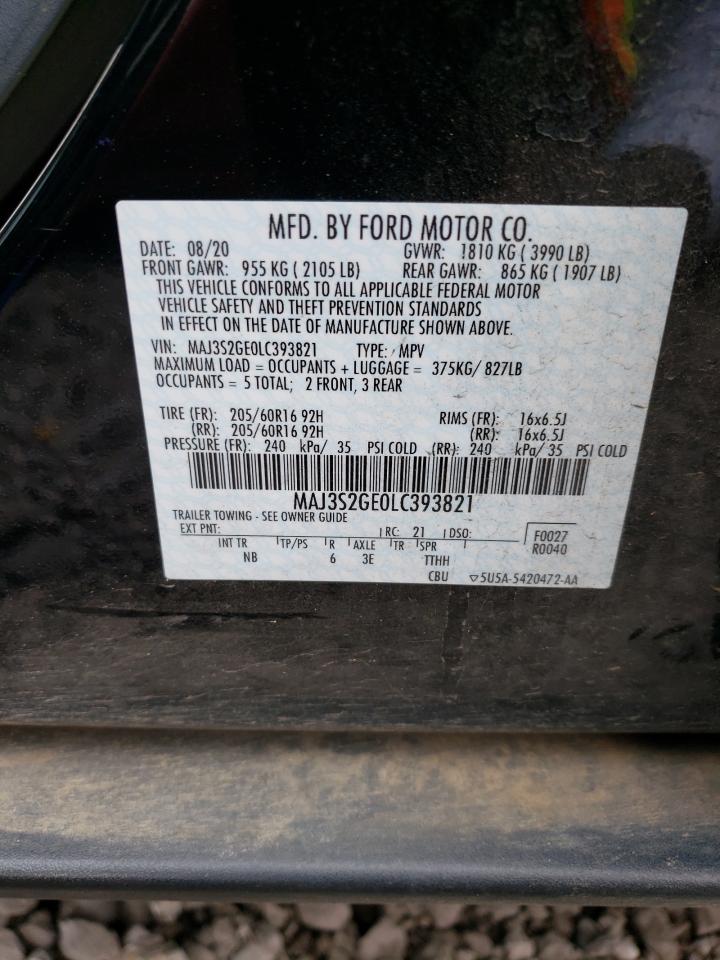 MFD. BY FORD MOTOR CO.
DATE: 08/20 GVWR: 1810 KG ( 3990 LB)
FRONT GAWR: 955 KG ( 2105 LB) REAR GAWR: 865 KG ( 1907 LB)
THIS VEHICLE CONFORMS TO ALL APPLICABLE FEDERAL MOTOR
VEHICLE SAFETY AND THEFT PREVENTION STANDARDS
IN EFFECT ON THE DATE OF MANUFACTURE SHOWN ABOVE.
VIN: MAJ3S2GE0LC393821 TYPE: MPV
MAXIMUM LOAD = OCCUPANTS + LUGGAGE = 375KG/ 827LB
OCCUPANTS = 5 TOTAL; 2 FRONT, 3 REAR
TIRE (FR): 205/60R16 92H RIMS (FR): 16x6.5J
(RR): 205/60R16 92H (RR): 16x6.5J
PRESSURE (FR): 240 kPa/ 35 PSI COLD (RR): 240 kPa/ 35 PSI COLD
MAJ3S2GE0LC393821
TRAILER TOWING - SEE OWNER GUIDE
EXT PNT: RC: 21 DSO: F0027
R0040
INT TR TP/PS R AXLE TR SPR
NB 6 3E TTHH
CBU ▽5U5A-5420472-AA